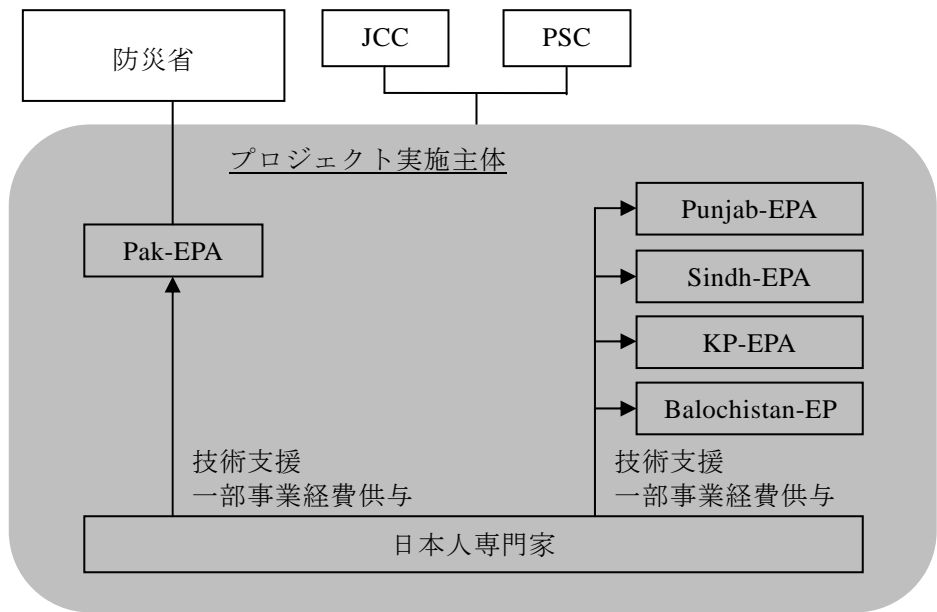 防災省
JCC
PSC
プロジェクト実施主体
Pak-EPA
Punjab-EPA
Sindh-EPA
KP-EPA
Balochistan-EP
技術支援
一部事業経費供与
技術支援
一部事業経費供与
日本人専門家